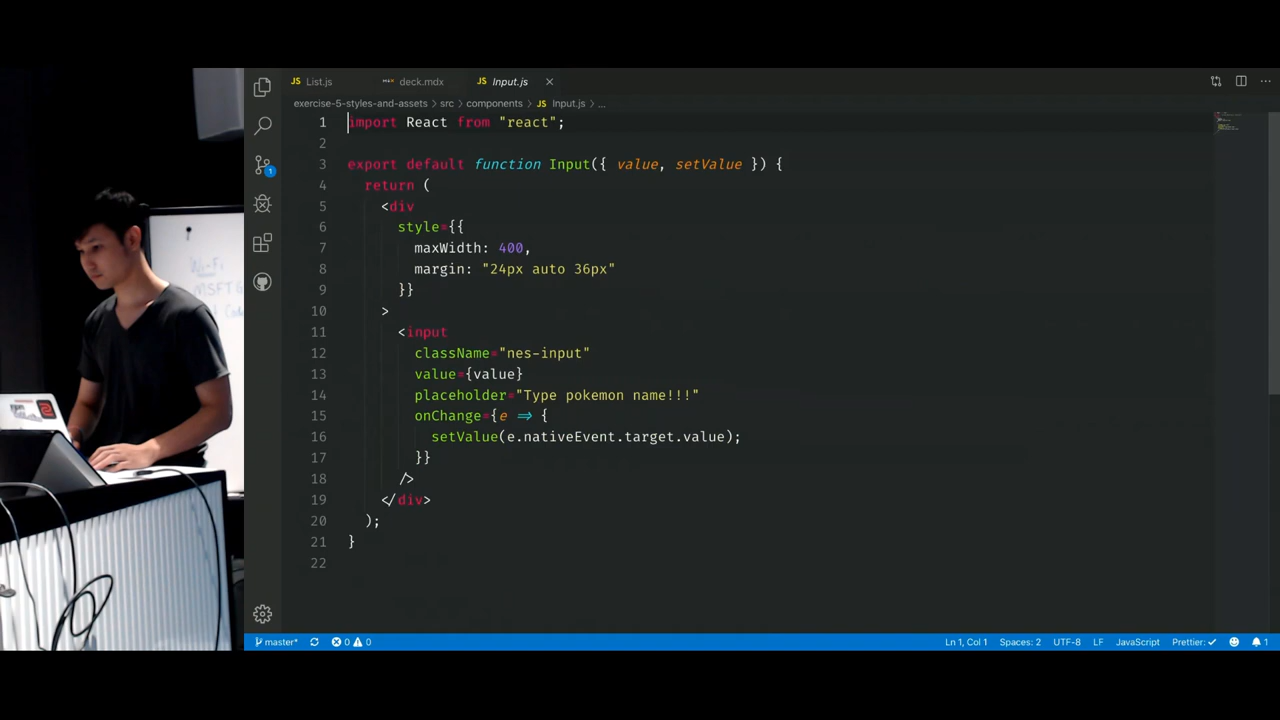 List.js
deck.mdx
Input.js
exercise-5-styles-and-assets > src > components > JS Input.js > ...
1 import React from "react";
2
3 export default function Input({ value, setValue }) {
4 return (
5 <div
6 style={{
7 maxWidth: 400,
8 margin: "24px auto 36px"
9 }}
10 >
11 <input
12 className="nes-input"
13 value={value}
14 placeholder="Type pokemon name!!!"
15 onChange={e => {
16 setValue(e.nativeEvent.target.value);
17 }}
18 />
19 </div>
20 );
21 }
22
Wi-Fi
MSFT
master* 0 0 Ln 1, Col 1 Spaces: 2 UTF-8 LF JavaScript Prettier: ✓ 1